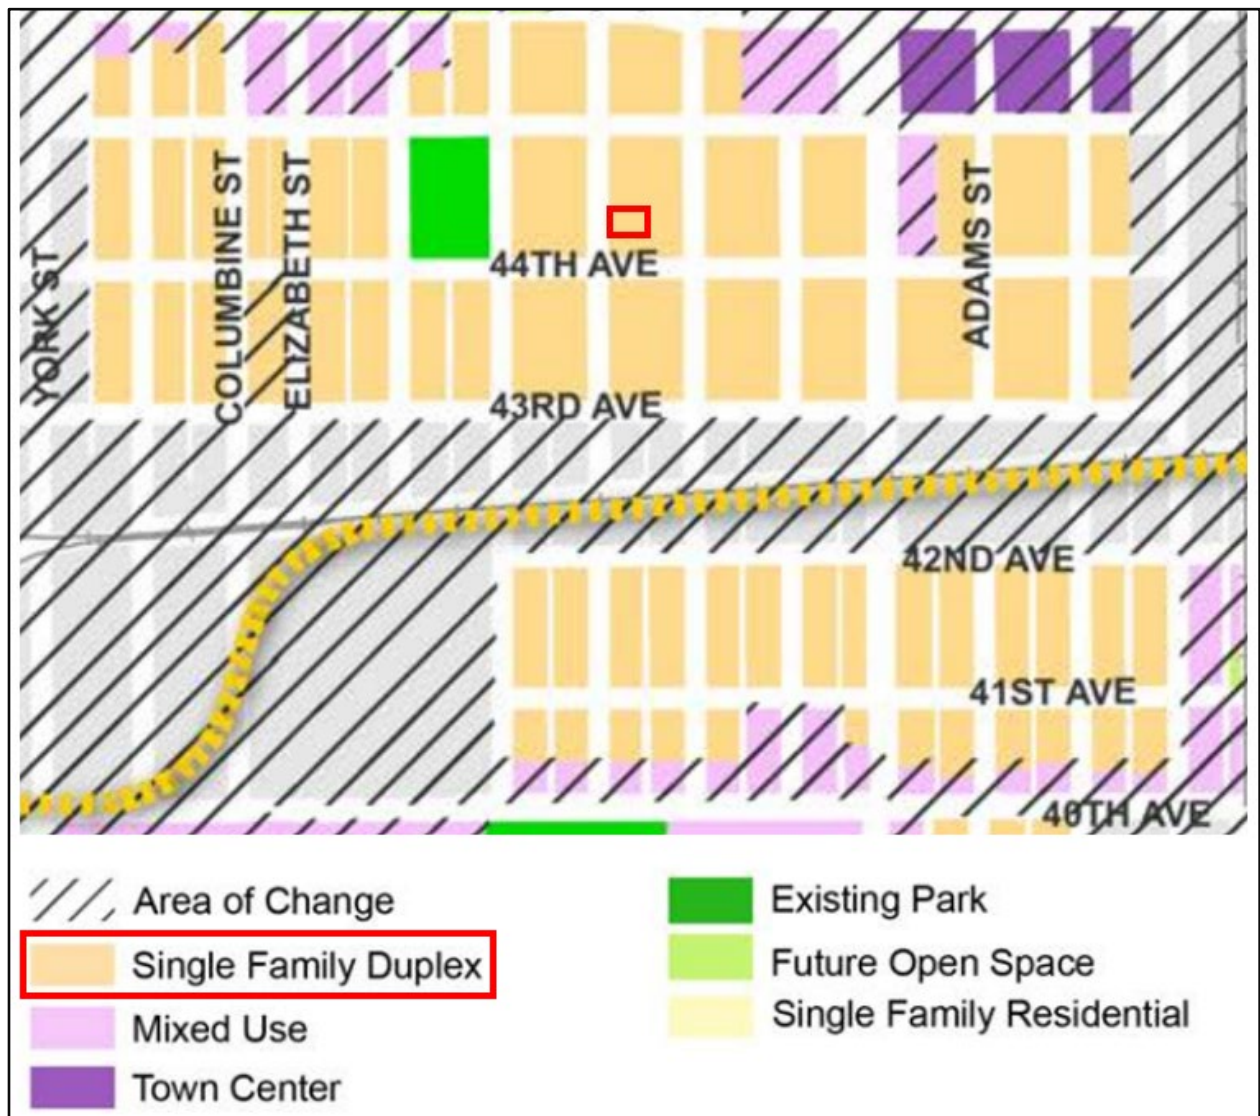 COLUMBINE ST
ELIZABETH ST
ADAMS ST
YORK ST
44TH AVE
43RD AVE
42ND AVE
41ST AVE
40TH AVE
Area of Change
Single Family Duplex
Mixed Use
Town Center
Existing Park
Future Open Space
Single Family Residential